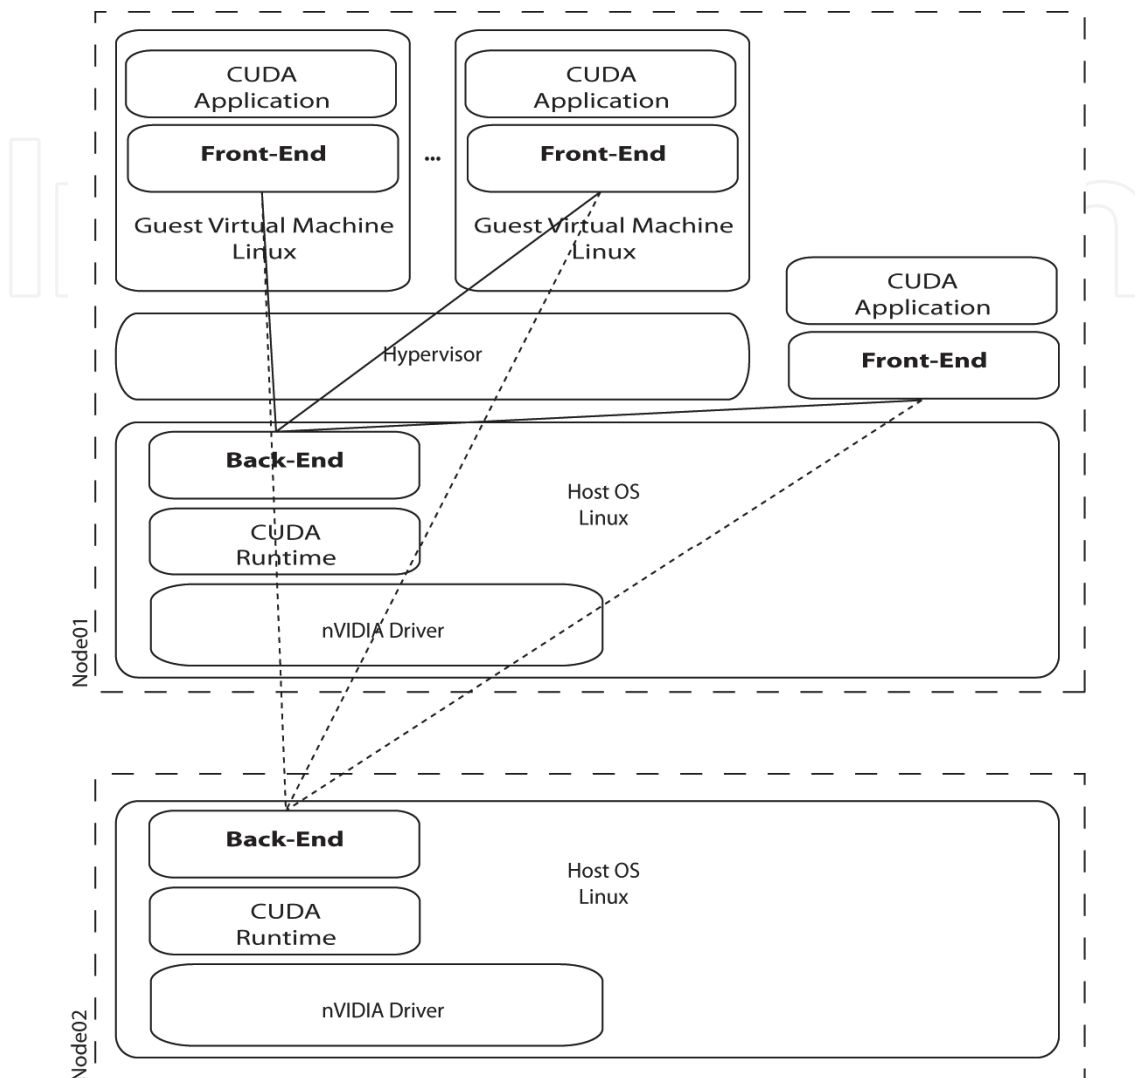 CUDA
Application
Front-End
Guest Virtual Machine
Linux
...
CUDA
Application
Front-End
Guest Virtual Machine
Linux
CUDA
Application
Front-End
Hypervisor
Back-End
CUDA
Runtime
nVIDIA Driver
Host OS
Linux
Node01
Back-End
CUDA
Runtime
nVIDIA Driver
Host OS
Linux
Node02